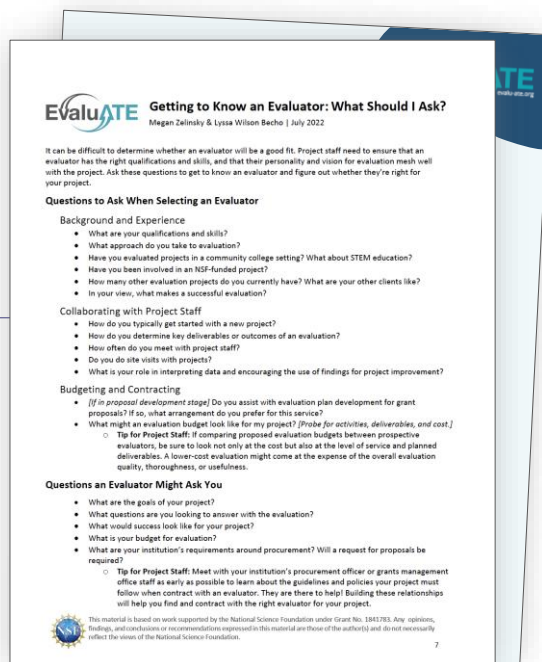 ATE
evalu-ate.org
EvaluATE
Getting to Know an Evaluator: What Should I Ask?
Megan Zelinsky & Lyssa Wilson Becho | July 2022
It can be difficult to determine whether an evaluator will be a good fit. Project staff need to ensure that an
evaluator has the right qualifications and skills, and that their personality and vision for evaluation mesh well
with the project. Ask these questions to get to know an evaluator and figure out whether they're right for
your project.
Questions to Ask When Selecting an Evaluator
Background and Experience
• What are your qualifications and skills?
• What approach do you take to evaluation?
• Have you evaluated projects in a community college setting? What about STEM education?
• Have you been involved in an NSF-funded project?
• How many other evaluation projects do you currently have? What are your other clients like?
• In your view, what makes a successful evaluation?
Collaborating with Project Staff
• How do you typically get started with a new project?
• How do you determine key deliverables or outcomes of an evaluation?
• How often do you meet with project staff?
• Do you do site visits with projects?
• What is your role in interpreting data and encouraging the use of findings for project improvement?
Budgeting and Contracting
• [If in proposal development stage] Do you assist with evaluation plan development for grant
proposals? If so, what arrangement do you prefer for this service?
• What might an evaluation budget look like for my project? [Probe for activities, deliverables, and cost.]
○ Tip for Project Staff: If comparing proposed evaluation budgets between prospective
evaluators, be sure to look not only at the cost but also at the level of service and planned
deliverables. A lower-cost evaluation might come at the expense of the overall evaluation
quality, thoroughness, or usefulness.
Questions an Evaluator Might Ask You
• What are the goals of your project?
• What questions are you looking to answer with the evaluation?
• What would success look like for your project?
• What is your budget for evaluation?
• What are your institution's requirements around procurement? Will a request for proposals be
required?
○ Tip for Project Staff: Meet with your institution's procurement officer or grants management
office staff as early as possible to learn about the guidelines and policies your project must
follow when contract with an evaluator. They are there to help! Building these relationships
will help you find and contract with the right evaluator for your project.
NSF
This material is based on work supported by the National Science Foundation under Grant No. 1841783. Any opinions,
findings, and conclusions or recommendations expressed in this material are those of the author(s) and do not necessarily
reflect the views of the National Science Foundation.
7